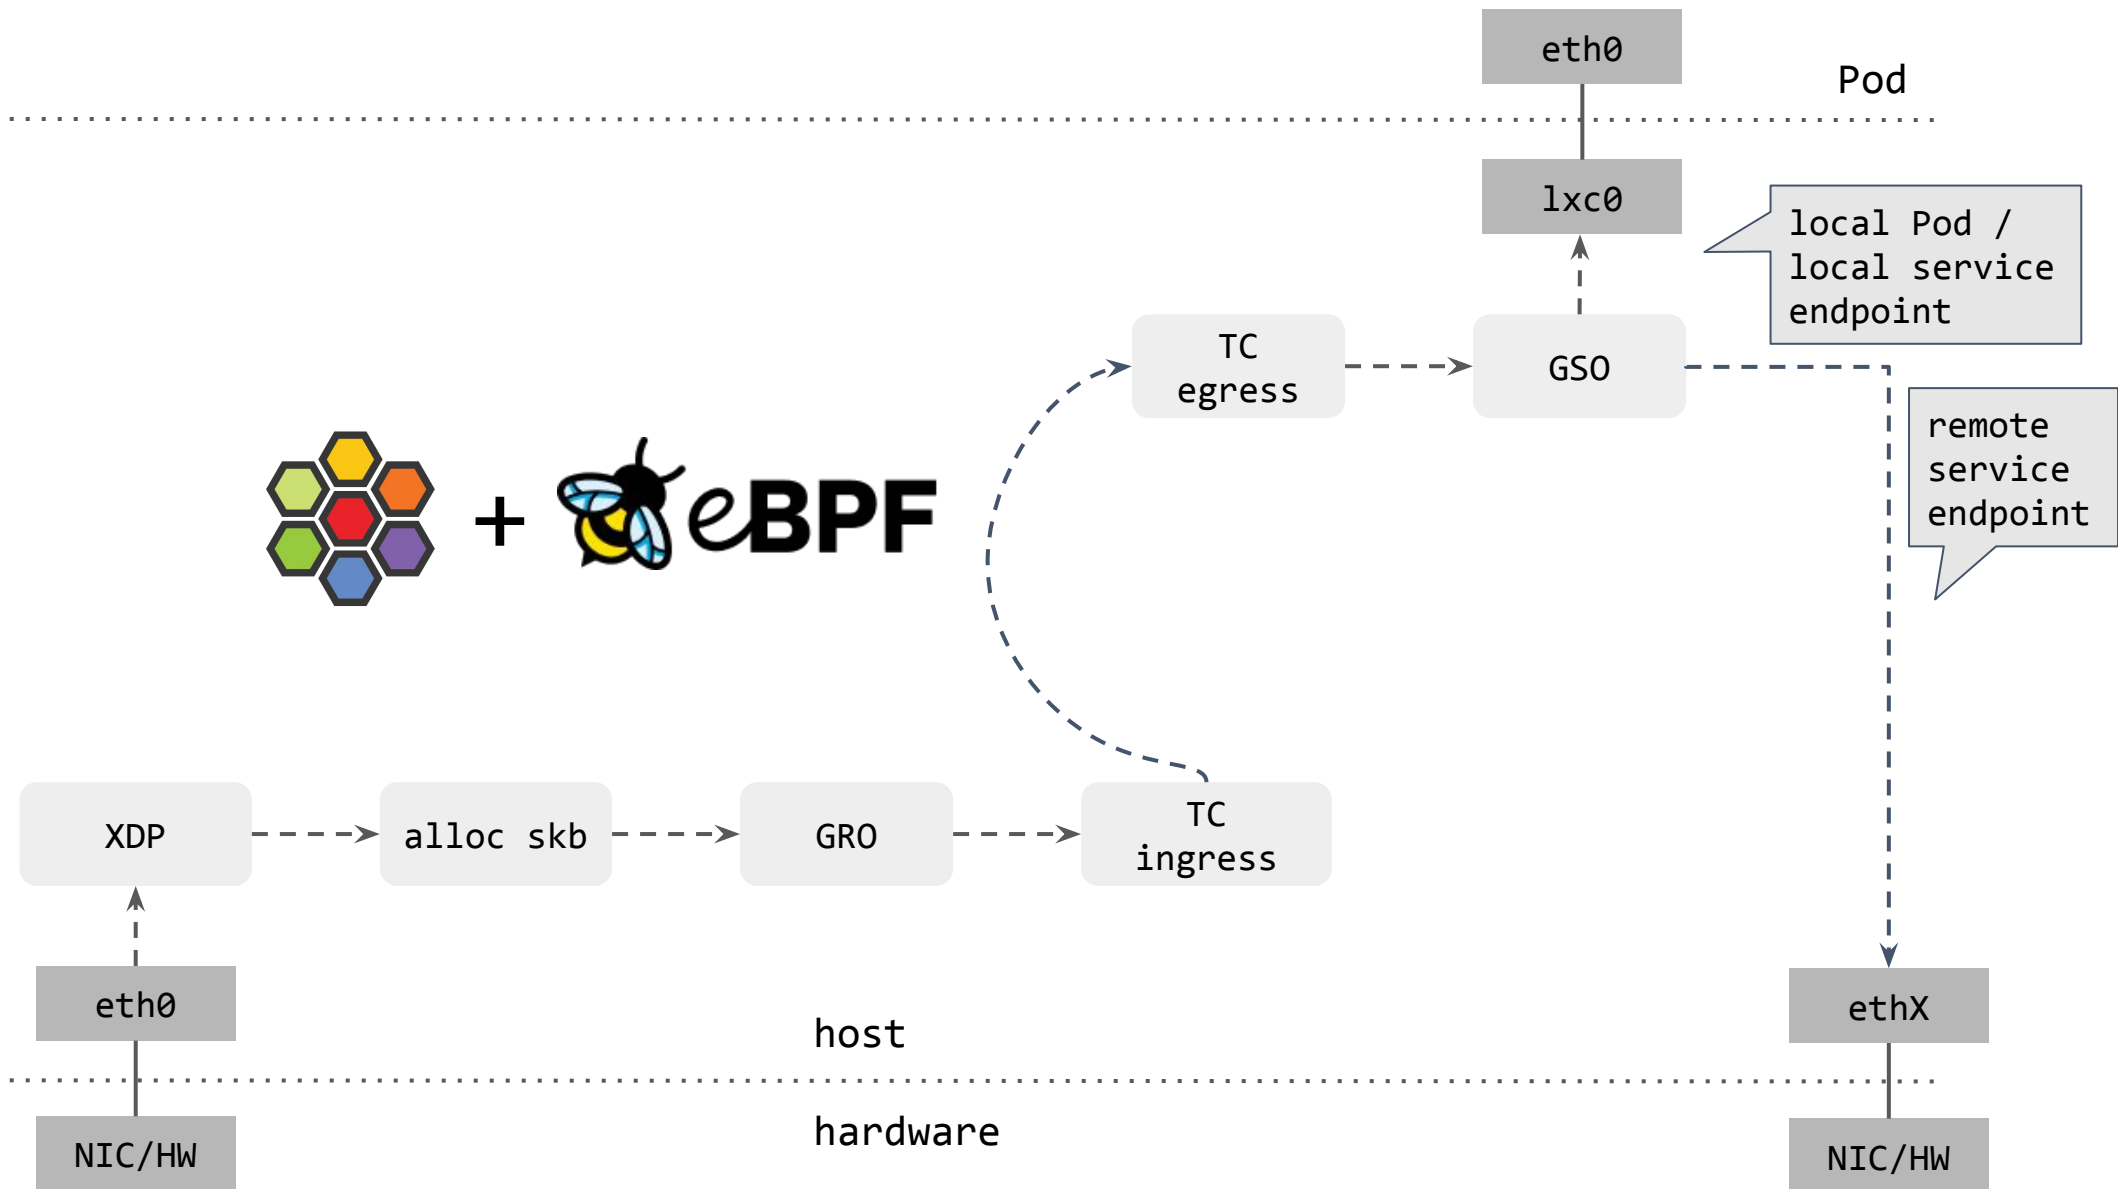 eth0
Pod
lxc0
local Pod /
local service
endpoint
TC
egress
GSO
remote
service
endpoint
+
eBPF
XDP
alloc skb
GRO
TC
ingress
eth0
host
ethX
hardware
NIC/HW
NIC/HW